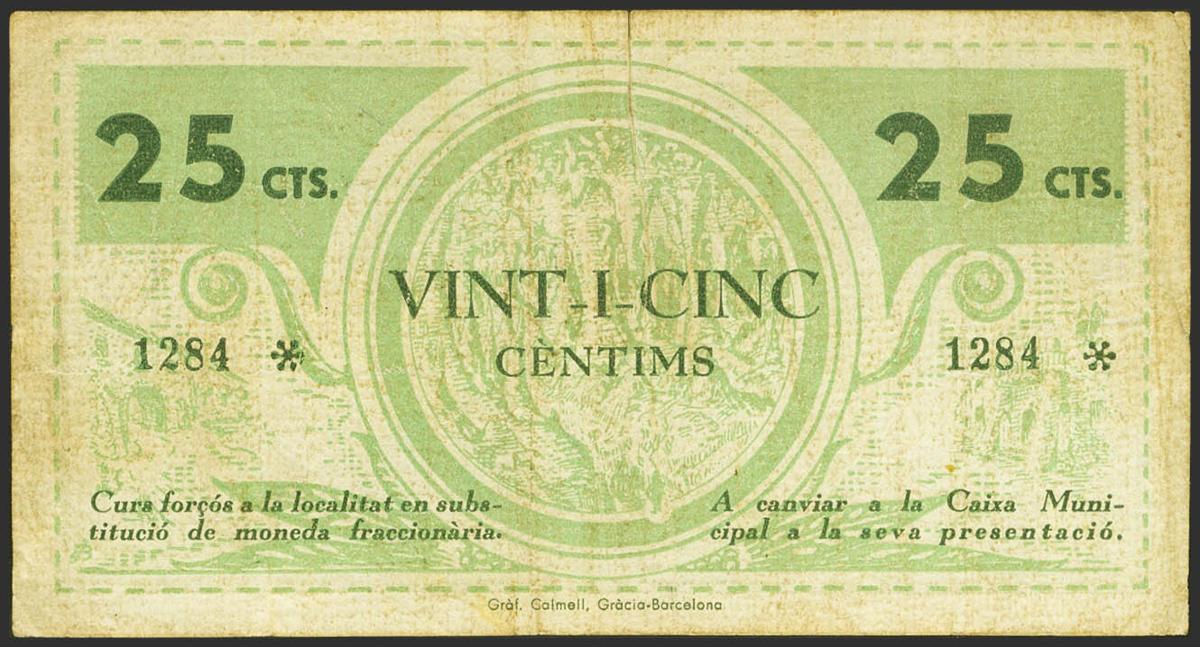 25 CTS.
25 CTS.
VINT-I-CINC
CÈNTIMS
1284 *
1284 *
Curs forçós a la localitat en subs-
titució de moneda fraccionària.
A canviar a la Caixa Muni-
cipal a la seva presentació.
Gràf. Calmell, Gràcia-Barcelona